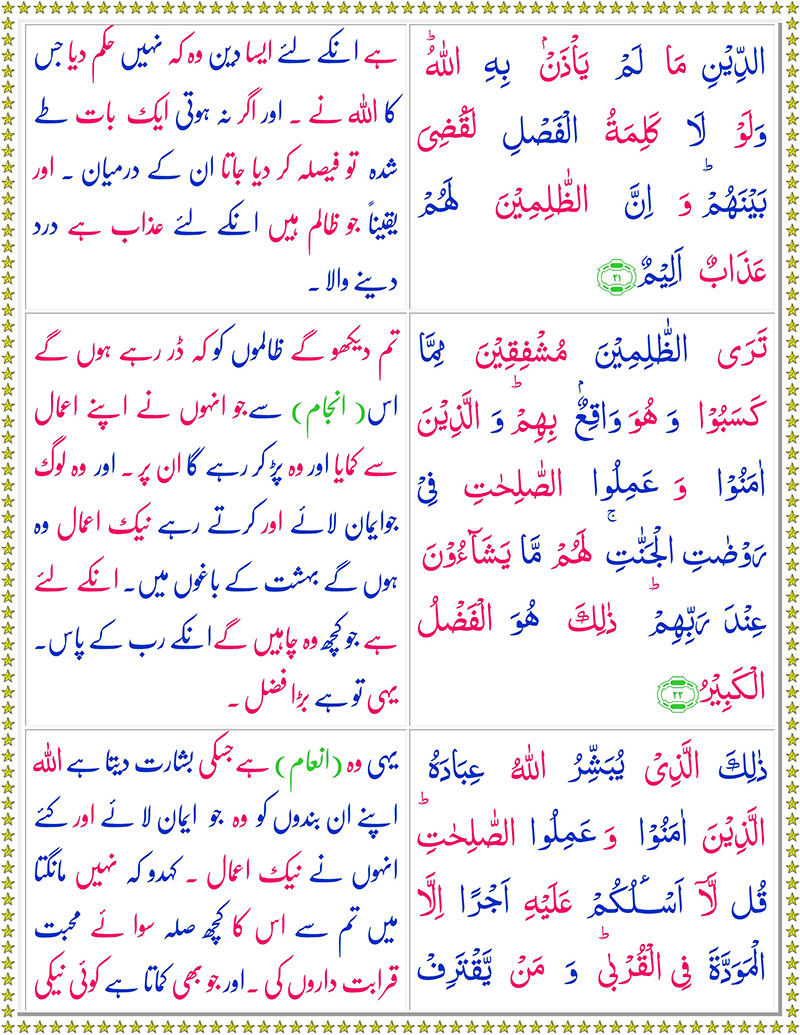 الدِّيۡنِ مَا لَمۡ يَاۡذَنۡۢ بِهِ اللّٰهُ‌ؕ
وَلَوۡ لَا كَلِمَةُ الۡفَصۡلِ لَقُضِىَ
بَيۡنَهُمۡ‌ؕ وَ اِنَّ الظّٰلِمِيۡنَ لَهُمۡ
عَذَابٌ اَلِيۡمٌ ۲۱
ہے انکے لئے ایسا دین وہ کہ نہیں حکم دیا جس
کا اللہ نے ۔ اور اگر نہ ہوتی ایک بات طے
شدہ تو فیصلہ کر دیا جاتا ان کے درمیان ۔ اور
یقیناً جو ظالم ہیں انکے لئے عذاب ہے درد
دینے والا ۔
تَرَى الظّٰلِمِيۡنَ مُشۡفِقِيۡنَ مِمَّا
كَسَبُوۡا وَ هُوَ وَاقِعٌۢ بِهِمۡ‌ؕ وَ الَّذِيۡنَ
اٰمَنُوۡا وَ عَمِلُوا الصّٰلِحٰتِ فِىۡ
رَوۡضٰتِ الۡجَـنّٰتِ‌ۚ لَهُمۡ مَّا يَشَآءُوۡنَ
عِنۡدَ رَبِّهِمۡ‌ؕ ذٰلِكَ هُوَ الۡفَضۡلُ
الۡكَبِيۡرُ ۲۲
تم دیکھو گے ظالموں کو کہ ڈر رہے ہوں گے
اس (انجام) سے جو انہوں نے اپنے اعمال
سے کمایا اور وہ پڑ کر رہے گا ان پر ۔ اور وہ لوگ
جو ایمان لائے اور کرتے رہے نیک اعمال وہ
ہوں گے بہشت کے باغوں میں۔ انکے لئے
ہے جو کچھ وہ چاہیں گے انکے رب کے پاس۔
یہی تو ہے بڑا فضل ۔
ذٰلِكَ الَّذِىۡ يُبَشِّرُ اللّٰهُ عِبَادَهُ
الَّذِيۡنَ اٰمَنُوۡا وَ عَمِلُوا الصّٰلِحٰتِ‌ؕ
قُل لَّاۤ اَسۡـئَلُكُمۡ عَلَيۡهِ اَجۡرًا اِلَّا
الۡمَوَدَّةَ فِى الۡقُرۡبٰى‌ؕ وَ مَنۡ يَّقۡتَرِفۡ
یہی وہ (انعام) ہے جسکی بشارت دیتا ہے اللہ
اپنے ان بندوں کو وہ جو ایمان لائے اور کئے
انہوں نے نیک اعمال ۔ کہدو کہ نہیں مانگتا
میں تم سے اس کا کچھ صلہ سوائے محبت
قرابت داروں کی ۔ اور جو بھی کماتا ہے کوئی نیکی